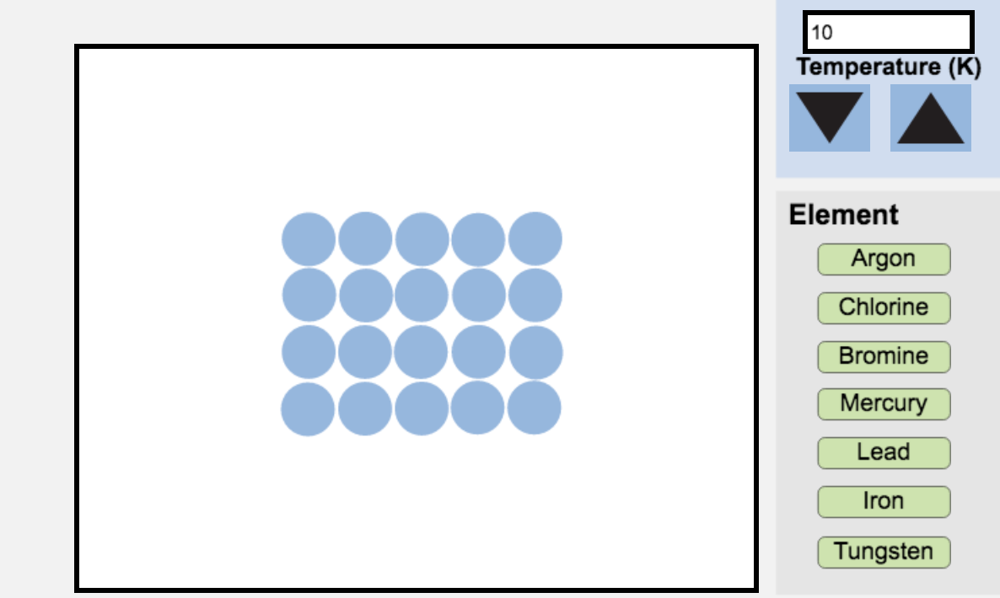 10
Temperature (K)
Element
Argon
Chlorine
Bromine
Mercury
Lead
Iron
Tungsten